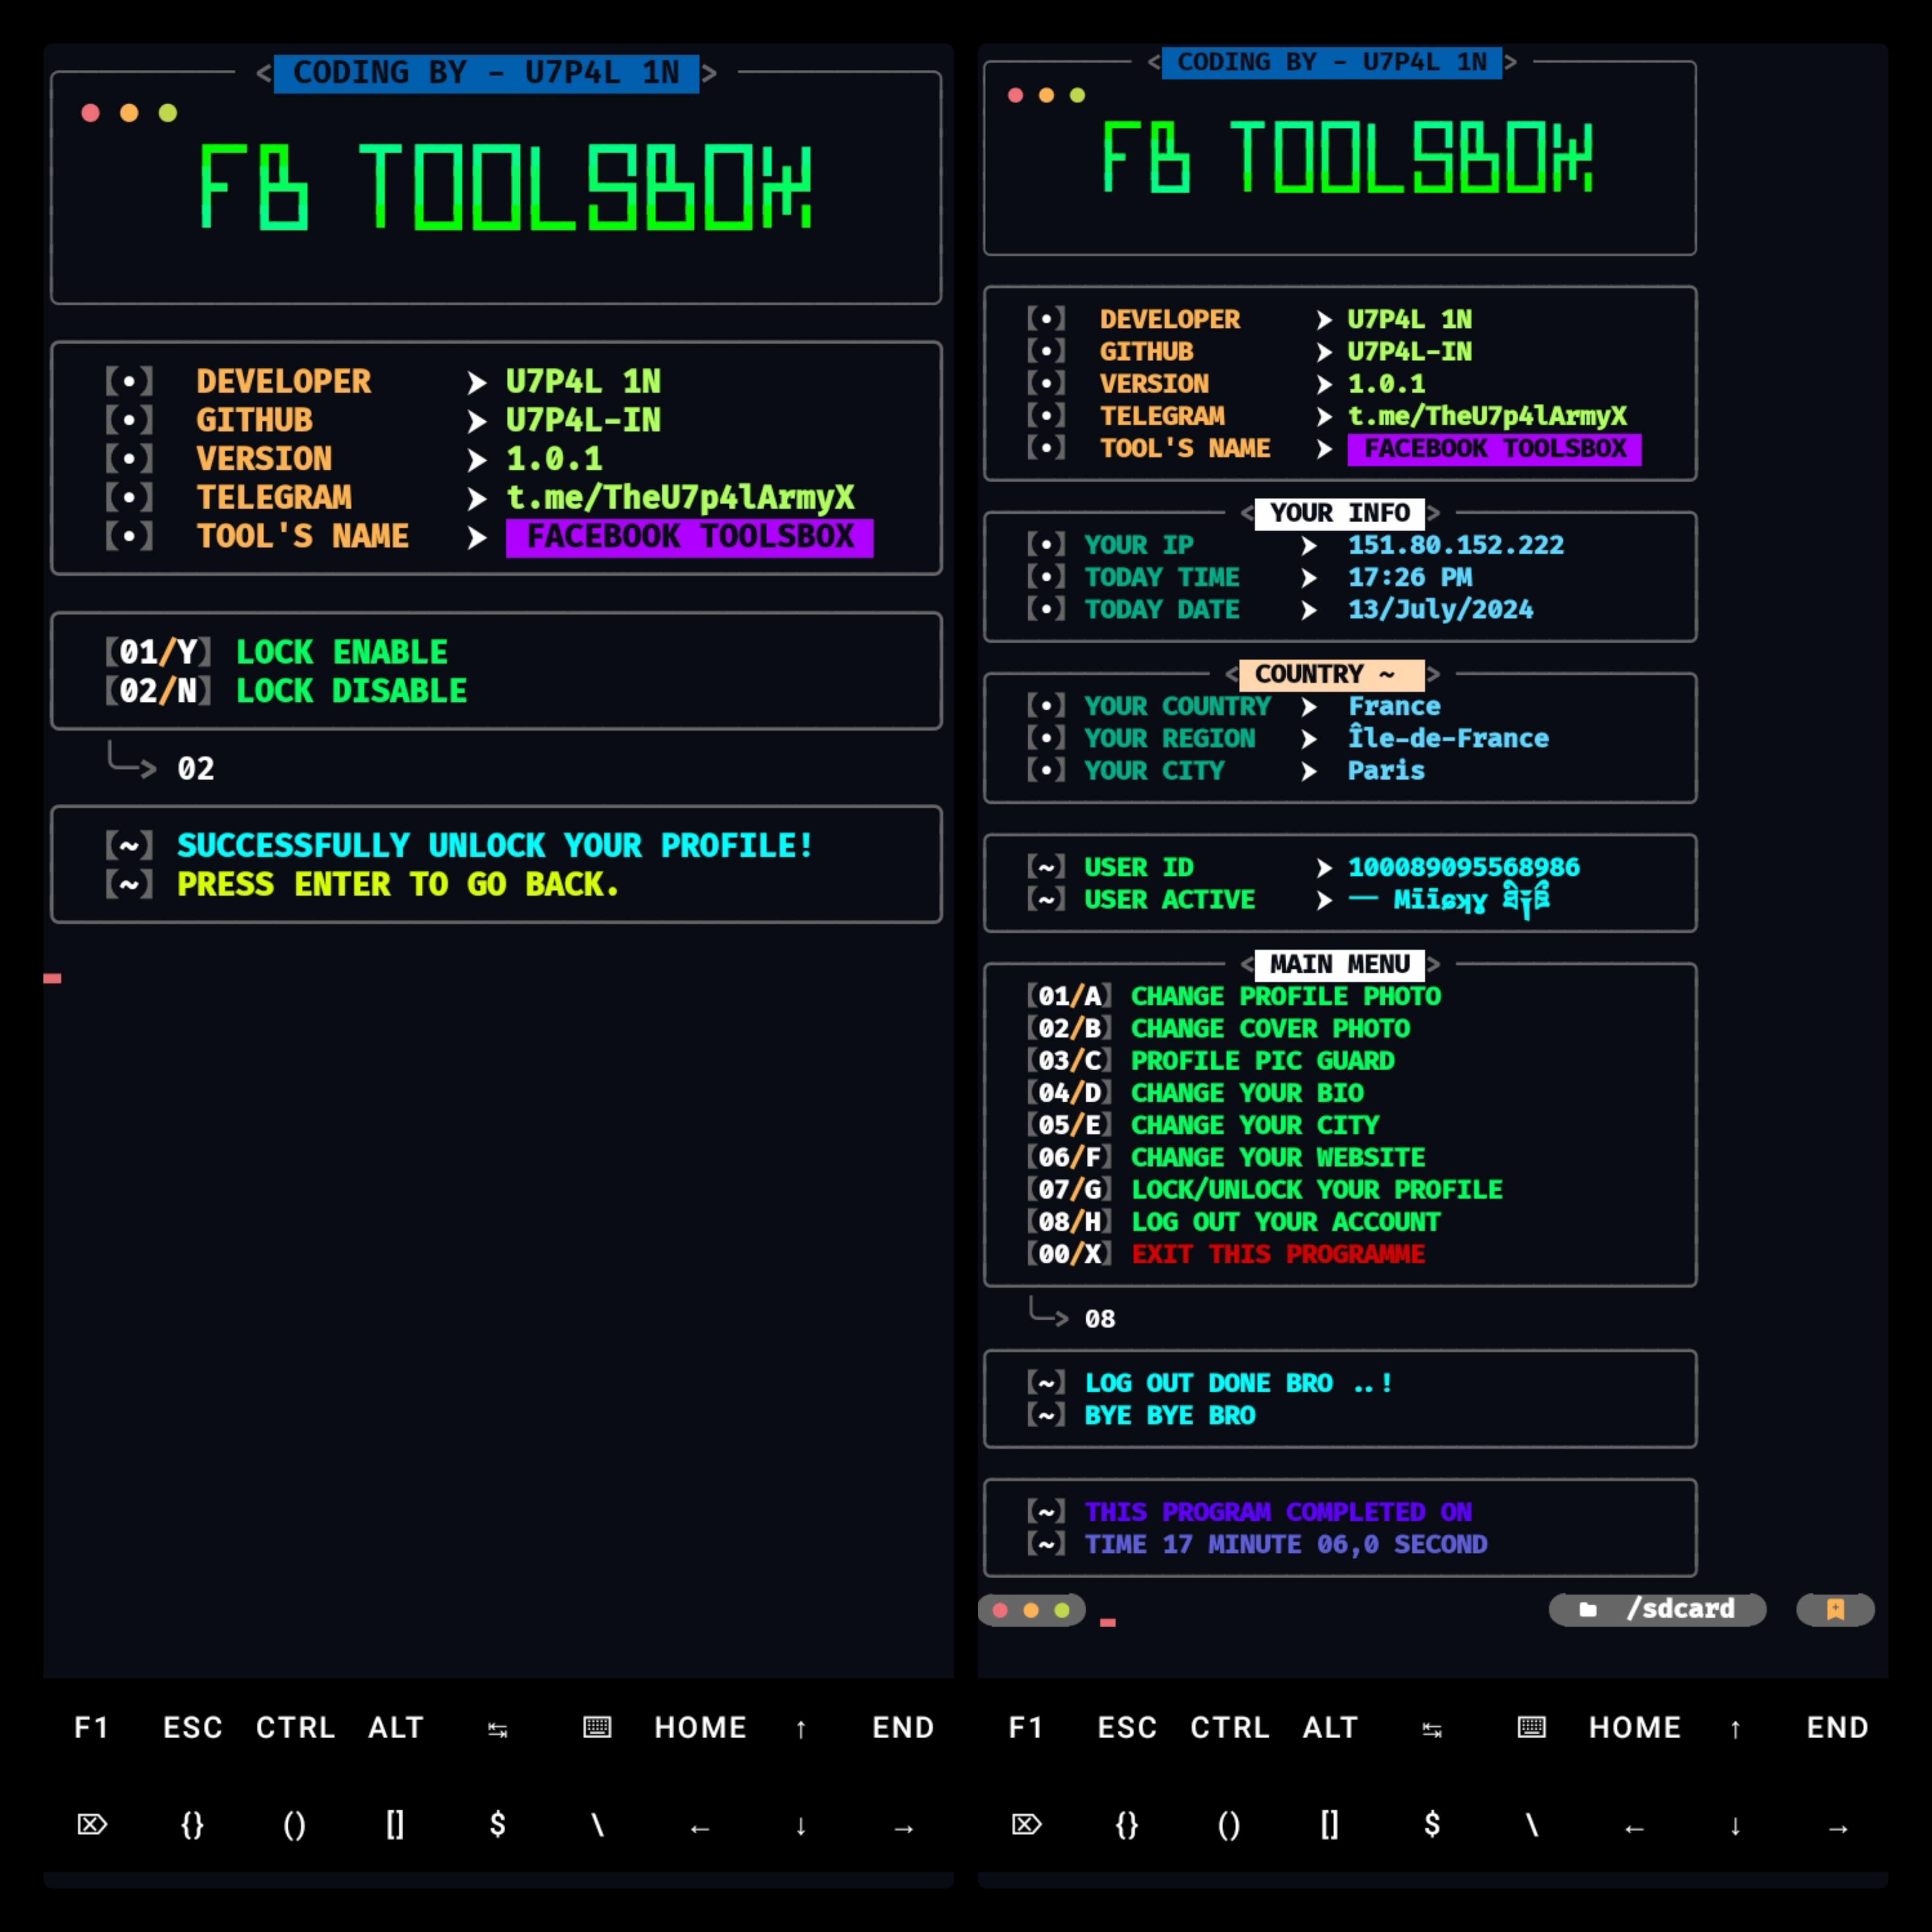 < CODING BY - U7P4L 1N >
FB TOOLSBOX
[•] DEVELOPER ➤ U7P4L 1N
[•] GITHUB ➤ U7P4L-IN
[•] VERSION ➤ 1.0.1
[•] TELEGRAM ➤ t.me/TheU7p4lArmyX
[•] TOOL'S NAME ➤ FACEBOOK TOOLSBOX
[01/Y] LOCK ENABLE
[02/N] LOCK DISABLE
02
[~] SUCCESSFULLY UNLOCK YOUR PROFILE!
[~] PRESS ENTER TO GO BACK.
F1 ESC CTRL ALT ↹ HOME ↑ END
⌦ {} () [] $ \ ← ↓ →
< CODING BY - U7P4L 1N >
FB TOOLSBOX
[•] DEVELOPER ➤ U7P4L 1N
[•] GITHUB ➤ U7P4L-IN
[•] VERSION ➤ 1.0.1
[•] TELEGRAM ➤ t.me/TheU7p4lArmyX
[•] TOOL'S NAME ➤ FACEBOOK TOOLSBOX
< YOUR INFO >
[•] YOUR IP ➤ 151.80.152.222
[•] TODAY TIME ➤ 17:26 PM
[•] TODAY DATE ➤ 13/July/2024
< COUNTRY ~ >
[•] YOUR COUNTRY ➤ France
[•] YOUR REGION ➤ Île-de-France
[•] YOUR CITY ➤ Paris
[~] USER ID ➤ 100089095568986
[~] USER ACTIVE ➤ —
< MAIN MENU >
[01/A] CHANGE PROFILE PHOTO
[02/B] CHANGE COVER PHOTO
[03/C] PROFILE PIC GUARD
[04/D] CHANGE YOUR BIO
[05/E] CHANGE YOUR CITY
[06/F] CHANGE YOUR WEBSITE
[07/G] LOCK/UNLOCK YOUR PROFILE
[08/H] LOG OUT YOUR ACCOUNT
[00/X] EXIT THIS PROGRAMME
08
[~] LOG OUT DONE BRO ..!
[~] BYE BYE BRO
[~] THIS PROGRAM COMPLETED ON
[~] TIME 17 MINUTE 06,0 SECOND
/sdcard
F1 ESC CTRL ALT ↹ HOME ↑ END
⌦ {} () [] $ \ ← ↓ →